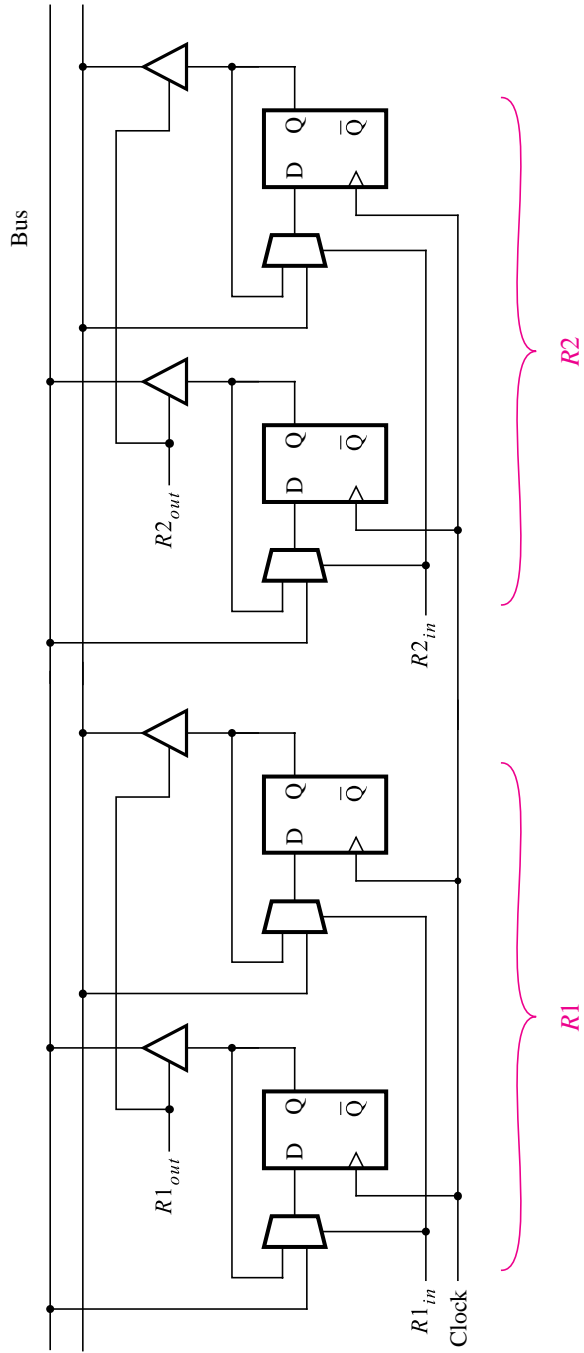 Bus
R1out
R2out
D Q
Q̅
D Q
Q̅
D Q
Q̅
D Q
Q̅
R1in
R2in
Clock
R1
R2